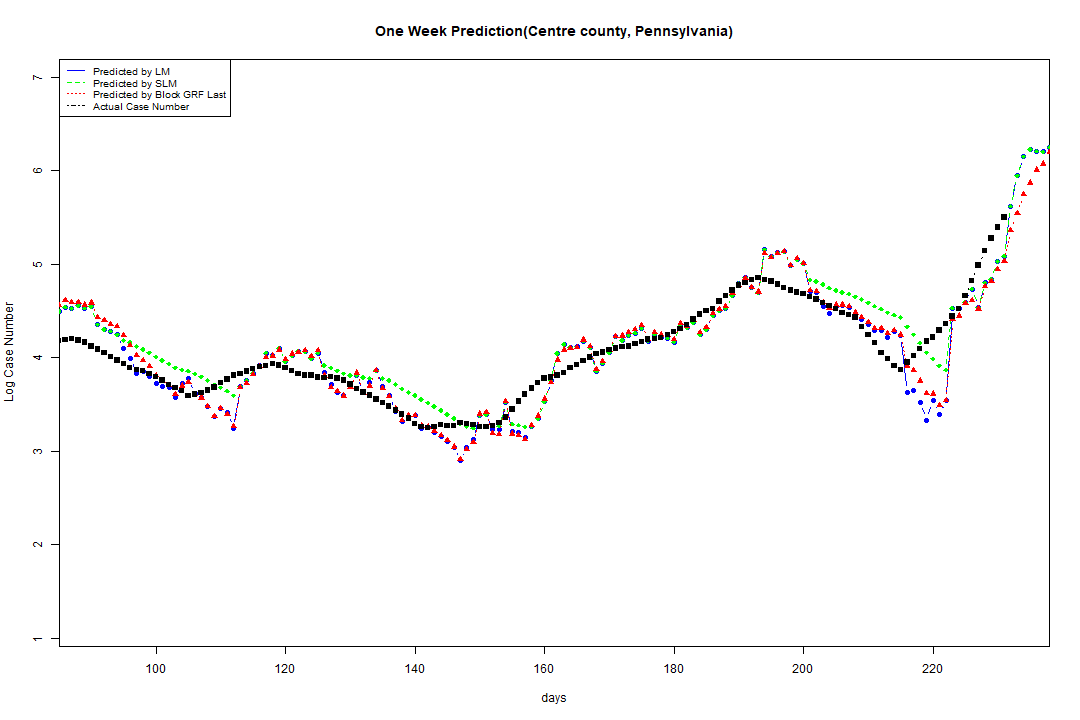 One Week Prediction(Centre county, Pennsylvania)
Predicted by LM
Predicted by SLM
Predicted by Block GRF Last
Actual Case Number
7
6
5
4
3
2
1
Log Case Number
100 120 140 160 180 200 220
days